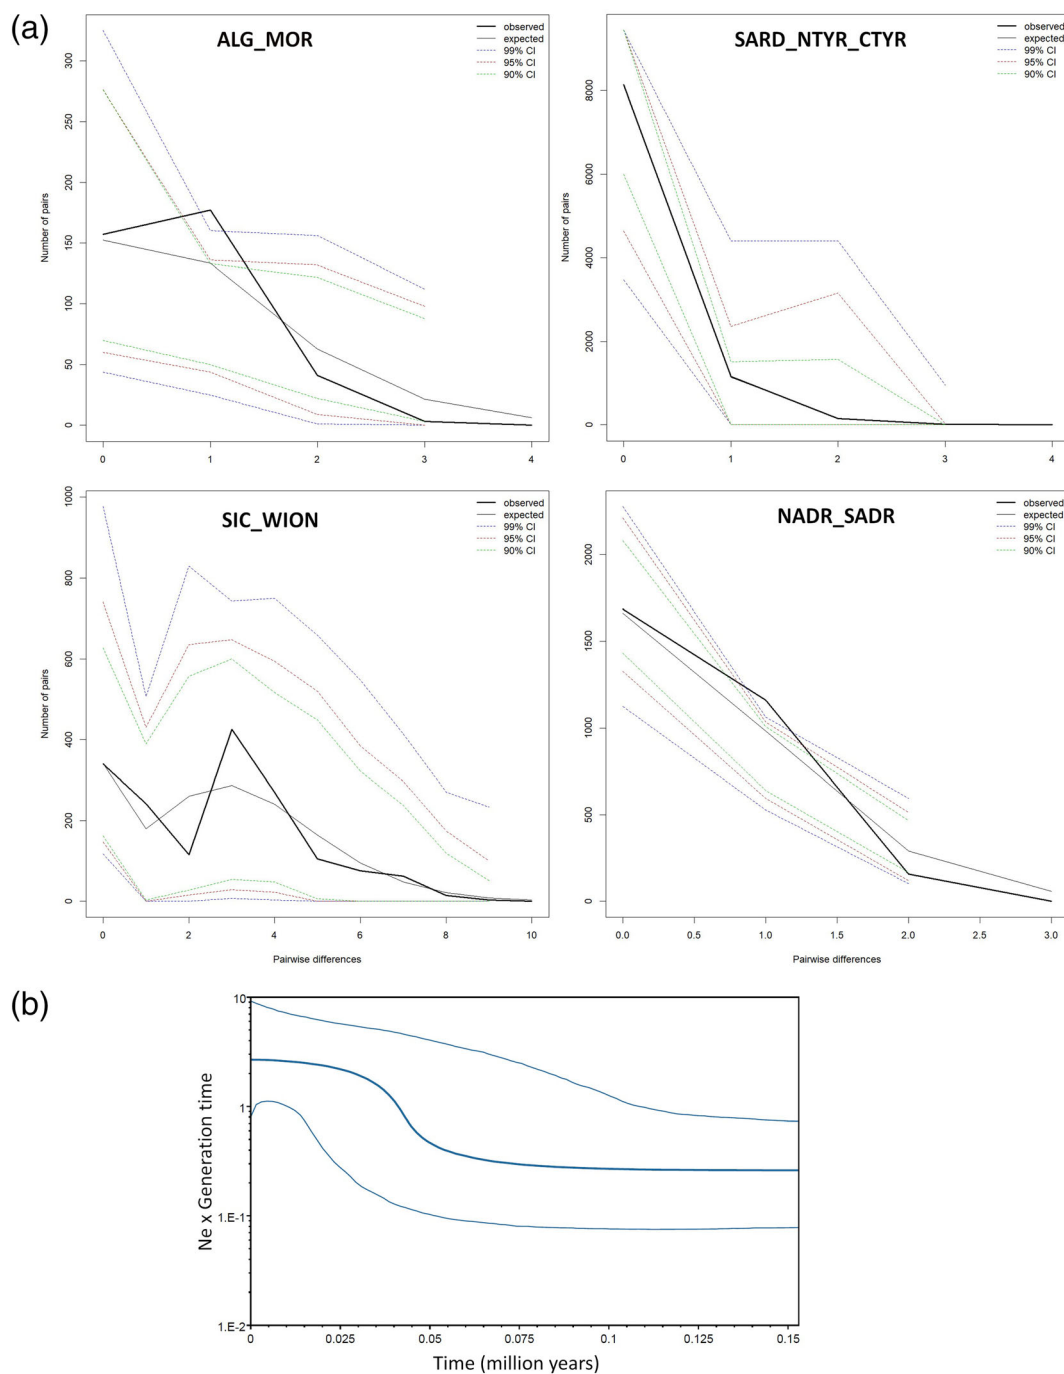 (a)
ALG_MOR
observed
expected
99% CI
95% CI
90% CI
Number of pairs
300
250
200
150
100
50
0
0 1 2 3 4
SARD_NTYR_CTYR
observed
expected
99% CI
95% CI
90% CI
Number of pairs
8000
6000
4000
2000
0
0 1 2 3 4
SIC_WION
observed
expected
99% CI
95% CI
90% CI
Number of pairs
1000
800
600
400
200
0
0 2 4 6 8 10
Pairwise differences
NADR_SADR
observed
expected
99% CI
95% CI
90% CI
2000
1500
1000
500
0
0.0 0.5 1.0 1.5 2.0 2.5 3.0
Pairwise differences
(b)
Ne x Generation time
10
1
1.E-1
1.E-2
0 0.025 0.05 0.075 0.1 0.125 0.15
Time (million years)